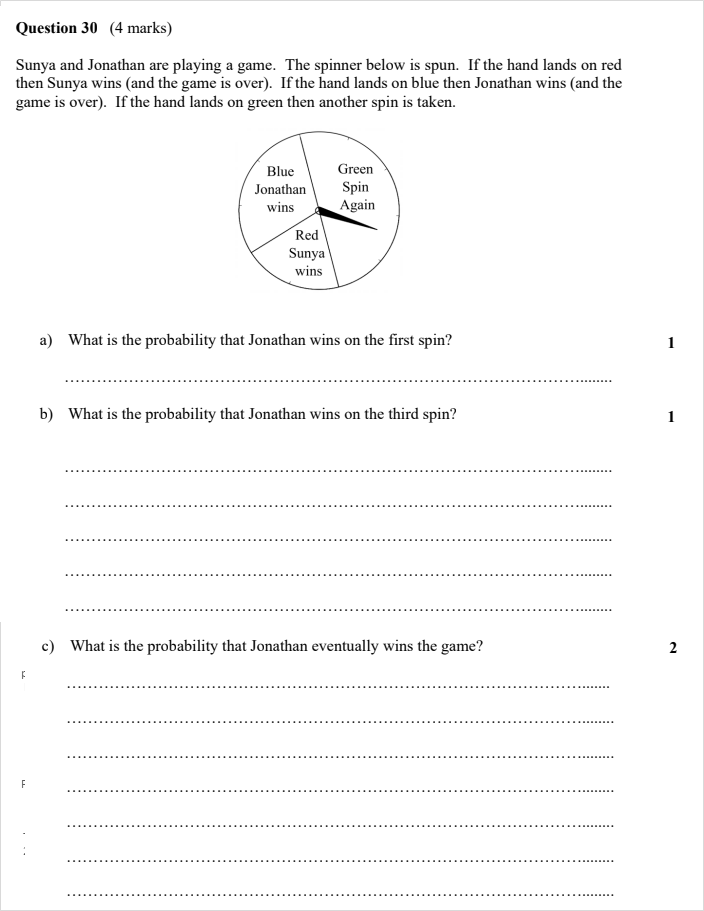 Question 30 (4 marks)
Sunya and Jonathan are playing a game. The spinner below is spun. If the hand lands on red
then Sunya wins (and the game is over). If the hand lands on blue then Jonathan wins (and the
game is over). If the hand lands on green then another spin is taken.
Blue
Jonathan
wins
Green
Spin
Again
Red
Sunya
wins
a) What is the probability that Jonathan wins on the first spin? 1
b) What is the probability that Jonathan wins on the third spin? 1
c) What is the probability that Jonathan eventually wins the game? 2